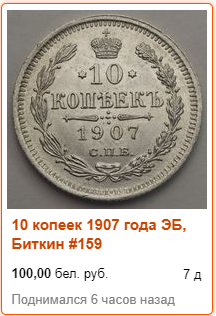 10
КОПѢЕКЪ
1907
С.П.Б.
10 копеек 1907 года ЭБ,
Биткин #159
100,00 бел. руб. 7 д
Поднимался 6 часов назад